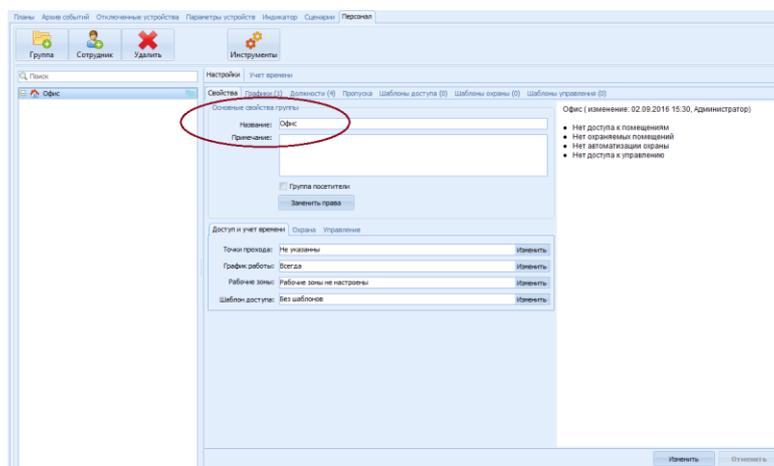 Планы Архив событий Отключенные устройства Параметры устройств Индикатор Сценарии Персонал
Группа Сотрудник Удалить Инструменты
Поиск
Офис
Настройки Учет времени
Свойства Графики (1) Должности (4) Пропуска Шаблоны доступа (0) Шаблоны охраны (0) Шаблоны управления (0)
Основные свойства группы
Название: Офис
Примечание:
Группа посетители
Заменить права
Доступ и учет времени Охрана Управление
Точки прохода: Не указанны Изменить
График работы: Всегда Изменить
Рабочие зоны: Рабочие зоны не настроены Изменить
Шаблон доступа: Без шаблонов Изменить
Офис ( изменение: 02.09.2016 15:30, Администратор)
Нет доступа к помещениям
Нет охраняемых помещений
Нет автоматизации охраны
Нет доступа к управлению
Изменить Отменить